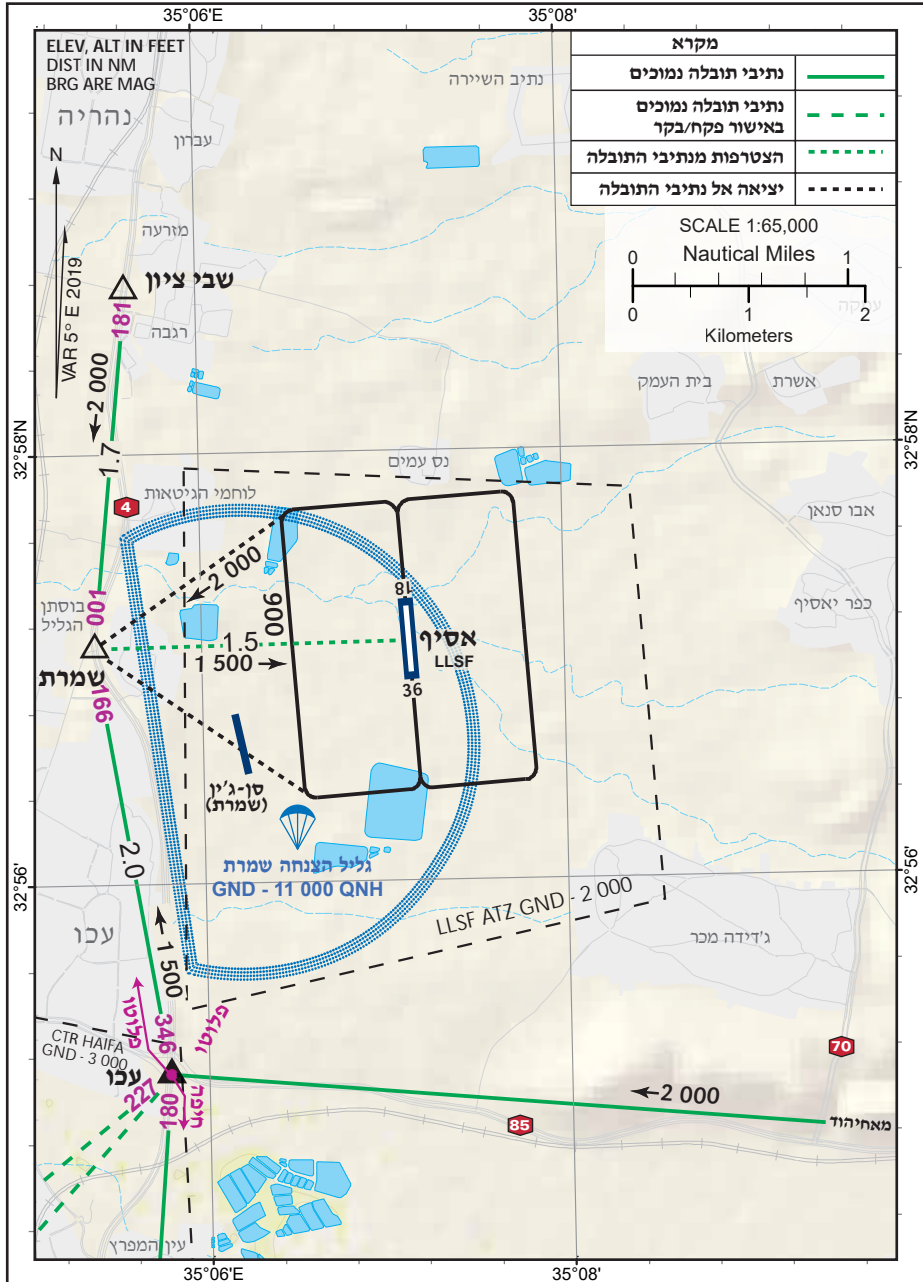 35°06'E
35°08'
ELEV, ALT IN FEET
DIST IN NM
BRG ARE MAG
נהריה
עברון
נתיב השיירה
מקרא
נתיבי תובלה נמוכים
נתיבי תובלה נמוכים
באישור פקח/בקר
הצטרפות מנתיבי התובלה
יציאה אל נתיבי התובלה
SCALE 1:65,000
Nautical Miles
0
1
0
1
2
Kilometers
N
VAR 5° E 2019
מזרעה
שבי ציון
181
רגבה
2 000
1.7
עמקה
בית העמק
אשרת
32°58'N
32°58'N
נס עמים
לוחמי הגיטאות
4
אבו סנאן
כפר יאסיף
2 000
900
18
בוסתן
הגליל
001
שמרת
166
1.5
1 500
אסיף
LLSF
36
סן-ג'ין
(שמרת)
גליל הצנחה שמרת
GND - 11 000 QNH
2.0
32°56'
32°56'
LLSF ATZ GND - 2 000
ג'דידה מכר
עכו
1 500
פלוטו
פלוטו
346
CTR HAIFA
GND - 3 000
עכו
227
180
חיפה
70
2 000
85
מאחיהוד
עין המפרץ
35°06'E
35°08'